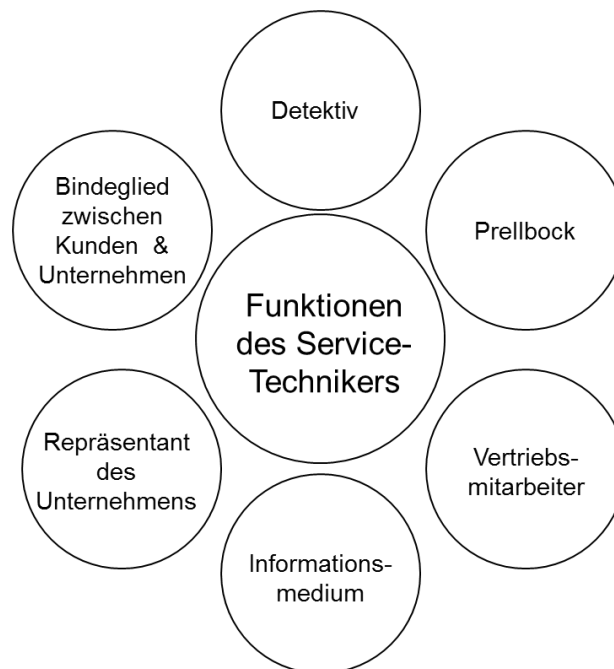 Detektiv
Prellbock
Vertriebs-
mitarbeiter
Informations-
medium
Repräsentant
des
Unternehmens
Bindeglied
zwischen
Kunden &
Unternehmen
Funktionen
des Service-
Technikers